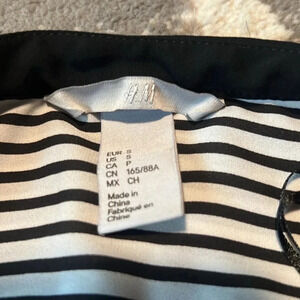 H&M
EUR S
US S
CA P
CN 165/88A
MX CH
Made in
China
Fabriqué en
Chine